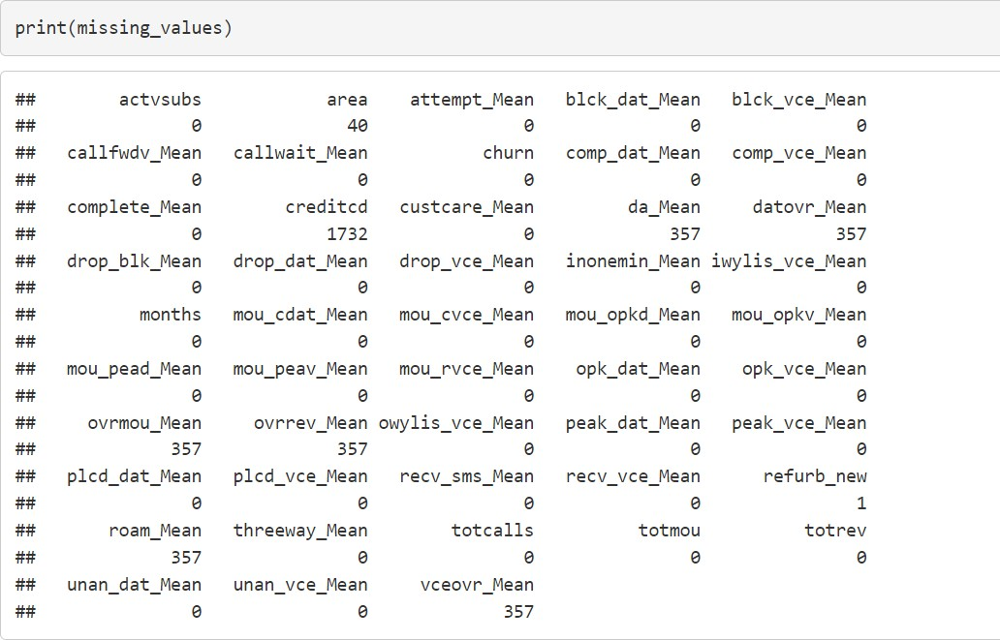 print(missing_values)
## actvsubs area attempt_Mean blck_dat_Mean blck_vce_Mean
## 0 40 0 0 0
## callfwdv_Mean callwait_Mean churn comp_dat_Mean comp_vce_Mean
## 0 0 0 0 0
## complete_Mean creditcd custcare_Mean da_Mean datovr_Mean
## 0 1732 0 357 357
## drop_blk_Mean drop_dat_Mean drop_vce_Mean inonemin_Mean iwylis_vce_Mean
## 0 0 0 0 0
## months mou_cdat_Mean mou_cvce_Mean mou_opkd_Mean mou_opkv_Mean
## 0 0 0 0 0
## mou_pead_Mean mou_peav_Mean mou_rvce_Mean opk_dat_Mean opk_vce_Mean
## 0 0 0 0 0
## ovrmou_Mean ovrrev_Mean owylis_vce_Mean peak_dat_Mean peak_vce_Mean
## 357 357 0 0 0
## plcd_dat_Mean plcd_vce_Mean recv_sms_Mean recv_vce_Mean refurb_new
## 0 0 0 0 1
## roam_Mean threeway_Mean totcalls totmou totrev
## 357 0 0 0 0
## unan_dat_Mean unan_vce_Mean vceovr_Mean
## 0 0 357